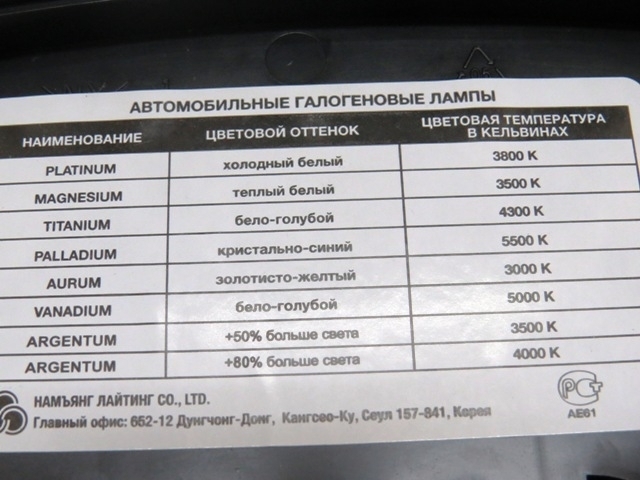 АВТОМОБИЛЬНЫЕ ГАЛОГЕНОВЫЕ ЛАМПЫ
НАИМЕНОВАНИЕ ЦВЕТОВОЙ ОТТЕНОК ЦВЕТОВАЯ ТЕМПЕРАТУРА
В КЕЛЬВИНАХ
PLATINUM холодный белый 3800 K
MAGNESIUM теплый белый 3500 K
TITANIUM бело-голубой 4300 K
PALLADIUM кристально-синий 5500 K
AURUM золотисто-желтый 3000 K
VANADIUM бело-голубой 5000 K
ARGENTUM +50% больше света 3500 K
ARGENTUM +80% больше света 4000 K
НАМЪЯНГ ЛАЙТИНГ CO., LTD.
Главный офис: 652-12 Дунгчонг-Донг, Кангсео-Ку, Сеул 157-841, Корея
РСТ
АЕ61